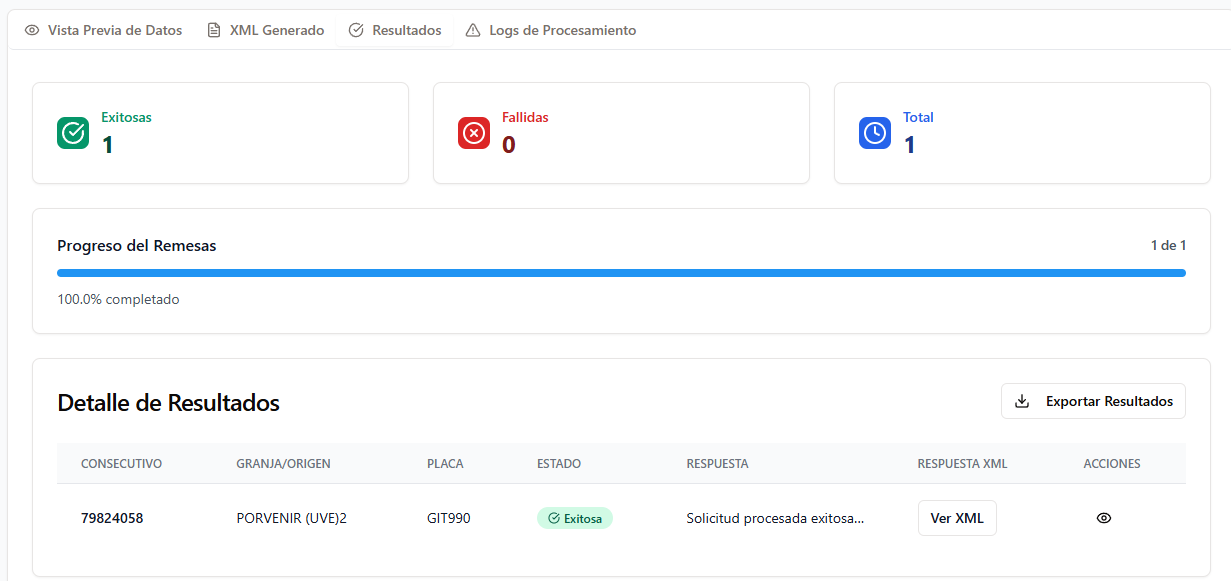 Vista Previa de Datos XML Generado Resultados Logs de Procesamiento
Exitosas
1
Fallidas
0
Total
1
Progreso del Remesas 1 de 1
100.0% completado
Detalle de Resultados Exportar Resultados
CONSECUTIVO GRANJA/ORIGEN PLACA ESTADO RESPUESTA RESPUESTA XML ACCIONES
79824058 PORVENIR (UVE)2 GIT990 Exitosa Solicitud procesada exitosa... Ver XML